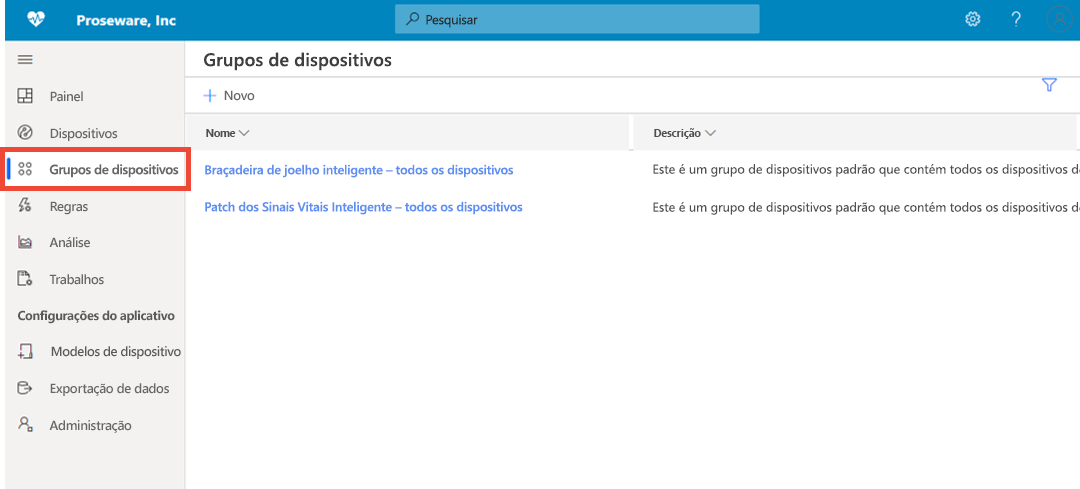 Proseware, Inc
Pesquisar
?
Grupos de dispositivos
Novo
Painel
Dispositivos
Grupos de dispositivos
Regras
Análise
Trabalhos
Configurações do aplicativo
Modelos de dispositivo
Exportação de dados
Administração
Nome
Descrição
Braçadeira de joelho inteligente – todos os dispositivos
Este é um grupo de dispositivos padrão que contém todos os dispositivos de
Patch dos Sinais Vitais Inteligente – todos os dispositivos
Este é um grupo de dispositivos padrão que contém todos os dispositivos de